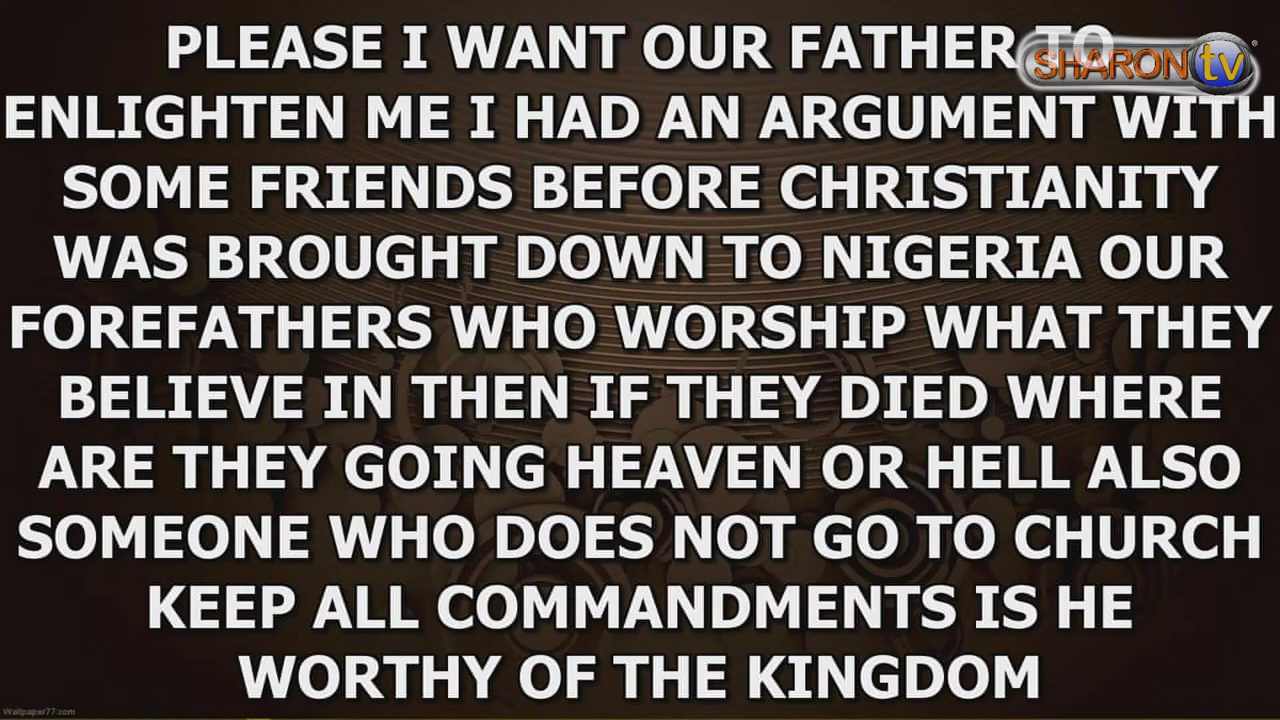 PLEASE I WANT OUR FATHER TO
SHARON tv
ENLIGHTEN ME I HAD AN ARGUMENT WITH
SOME FRIENDS BEFORE CHRISTIANITY
WAS BROUGHT DOWN TO NIGERIA OUR
FOREFATHERS WHO WORSHIP WHAT THEY
BELIEVE IN THEN IF THEY DIED WHERE
ARE THEY GOING HEAVEN OR HELL ALSO
SOMEONE WHO DOES NOT GO TO CHURCH
KEEP ALL COMMANDMENTS IS HE
WORTHY OF THE KINGDOM
Wallpaper77.com